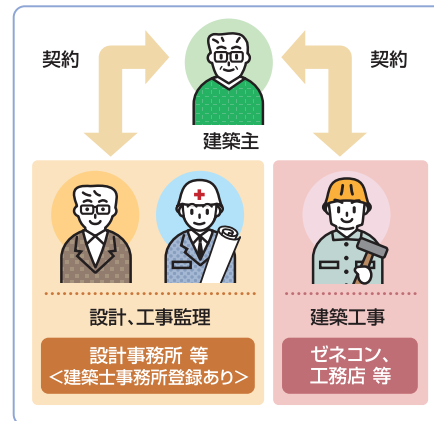 契約
契約
建築主
設計、工事監理
設計事務所 等
<建築士事務所登録あり>
建築工事
ゼネコン、
工務店 等